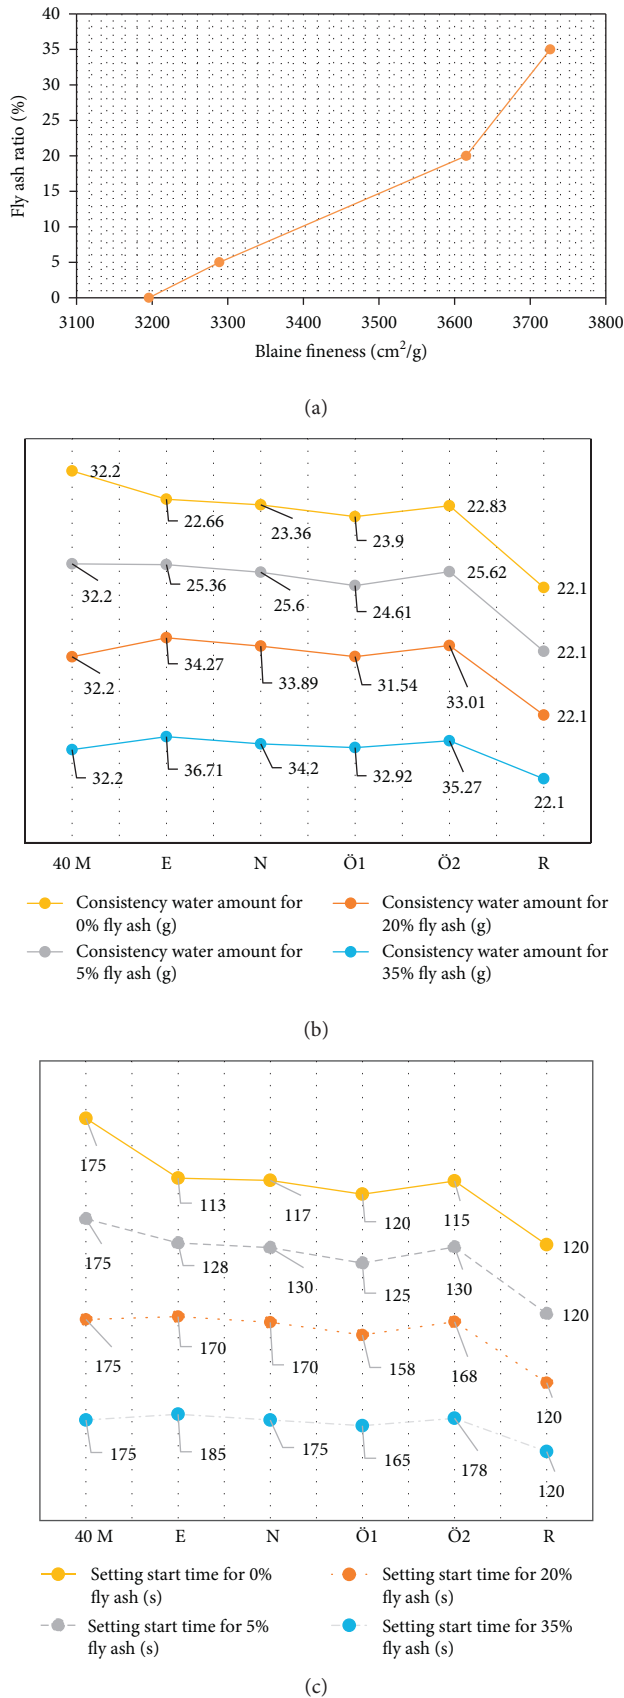 40
35
30
25
20
15
10
5
0
Fly ash ratio (%)
3100 3200 3300 3400 3500 3600 3700 3800
Blaine fineness (cm²/g)
(a)
32.2 22.66 23.36 23.9 22.83 22.1
32.2 25.36 25.6 24.61 25.62 22.1
32.2 34.27 33.89 31.54 33.01 22.1
32.2 36.71 34.2 32.92 35.27 22.1
40 M E N Ö1 Ö2 R
Consistency water amount for
0% fly ash (g)
Consistency water amount for
5% fly ash (g)
Consistency water amount for
20% fly ash (g)
Consistency water amount for
35% fly ash (g)
(b)
175 113 117 120 115 120
175 128 130 125 130 120
175 170 170 158 168 120
175 185 175 165 178 120
40 M E N Ö1 Ö2 R
Setting start time for 0%
fly ash (s)
Setting start time for 5%
fly ash (s)
Setting start time for 20%
fly ash (s)
Setting start time for 35%
fly ash (s)
(c)